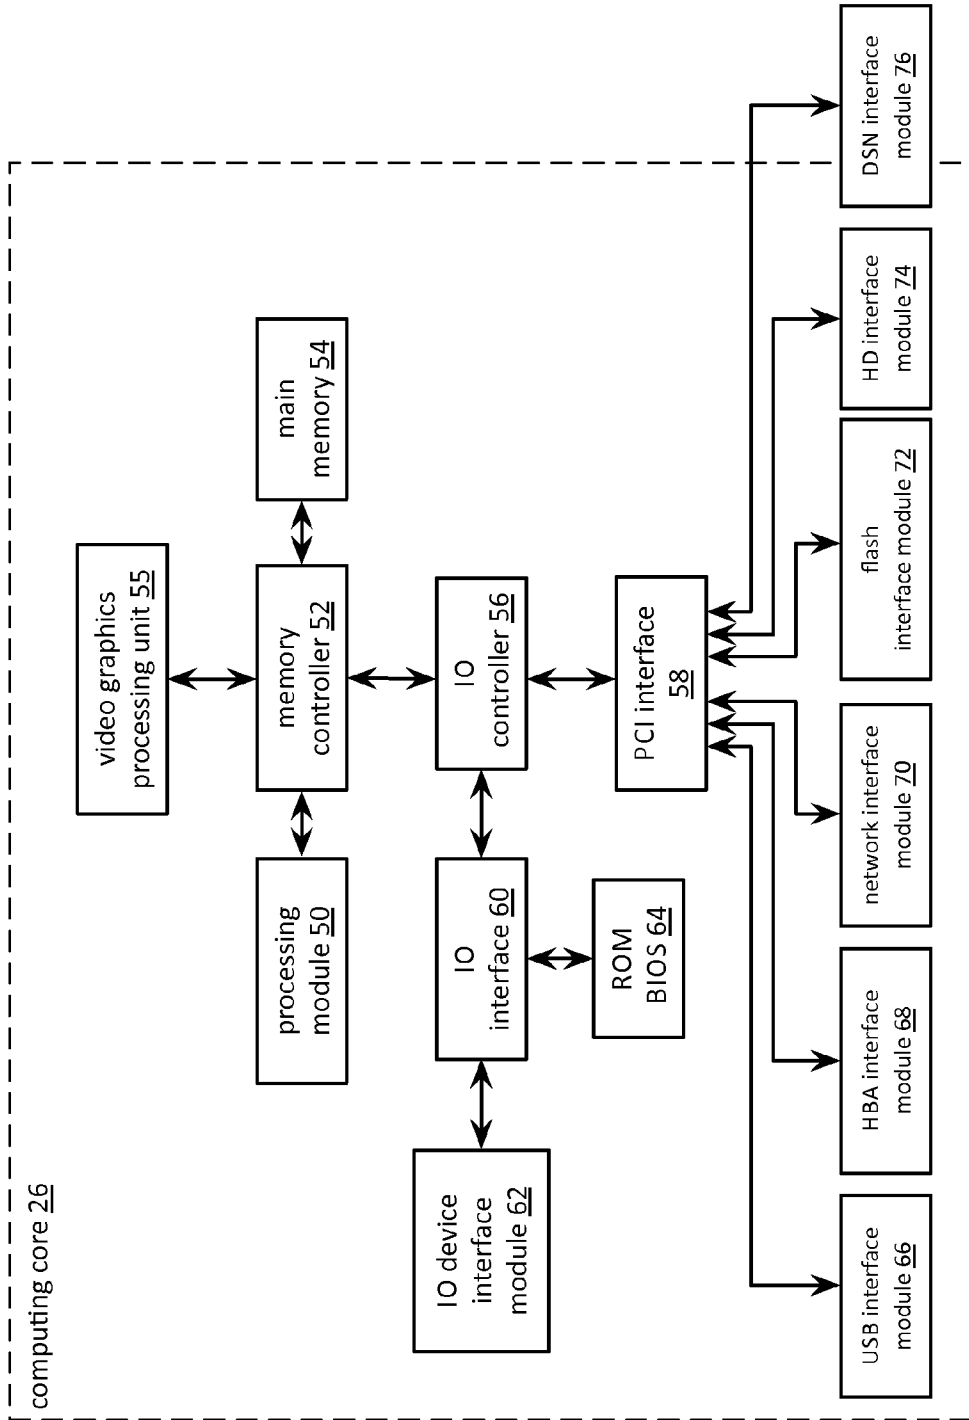 computing core 26
video graphics
processing unit 55
processing
module 50
memory
controller 52
main
memory 54
IO device
interface
module 62
IO
interface 60
IO
controller 56
ROM
BIOS 64
PCI interface
58
USB interface
module 66
HBA interface
module 68
network interface
module 70
flash
interface module 72
HD interface
module 74
DSN interface
module 76